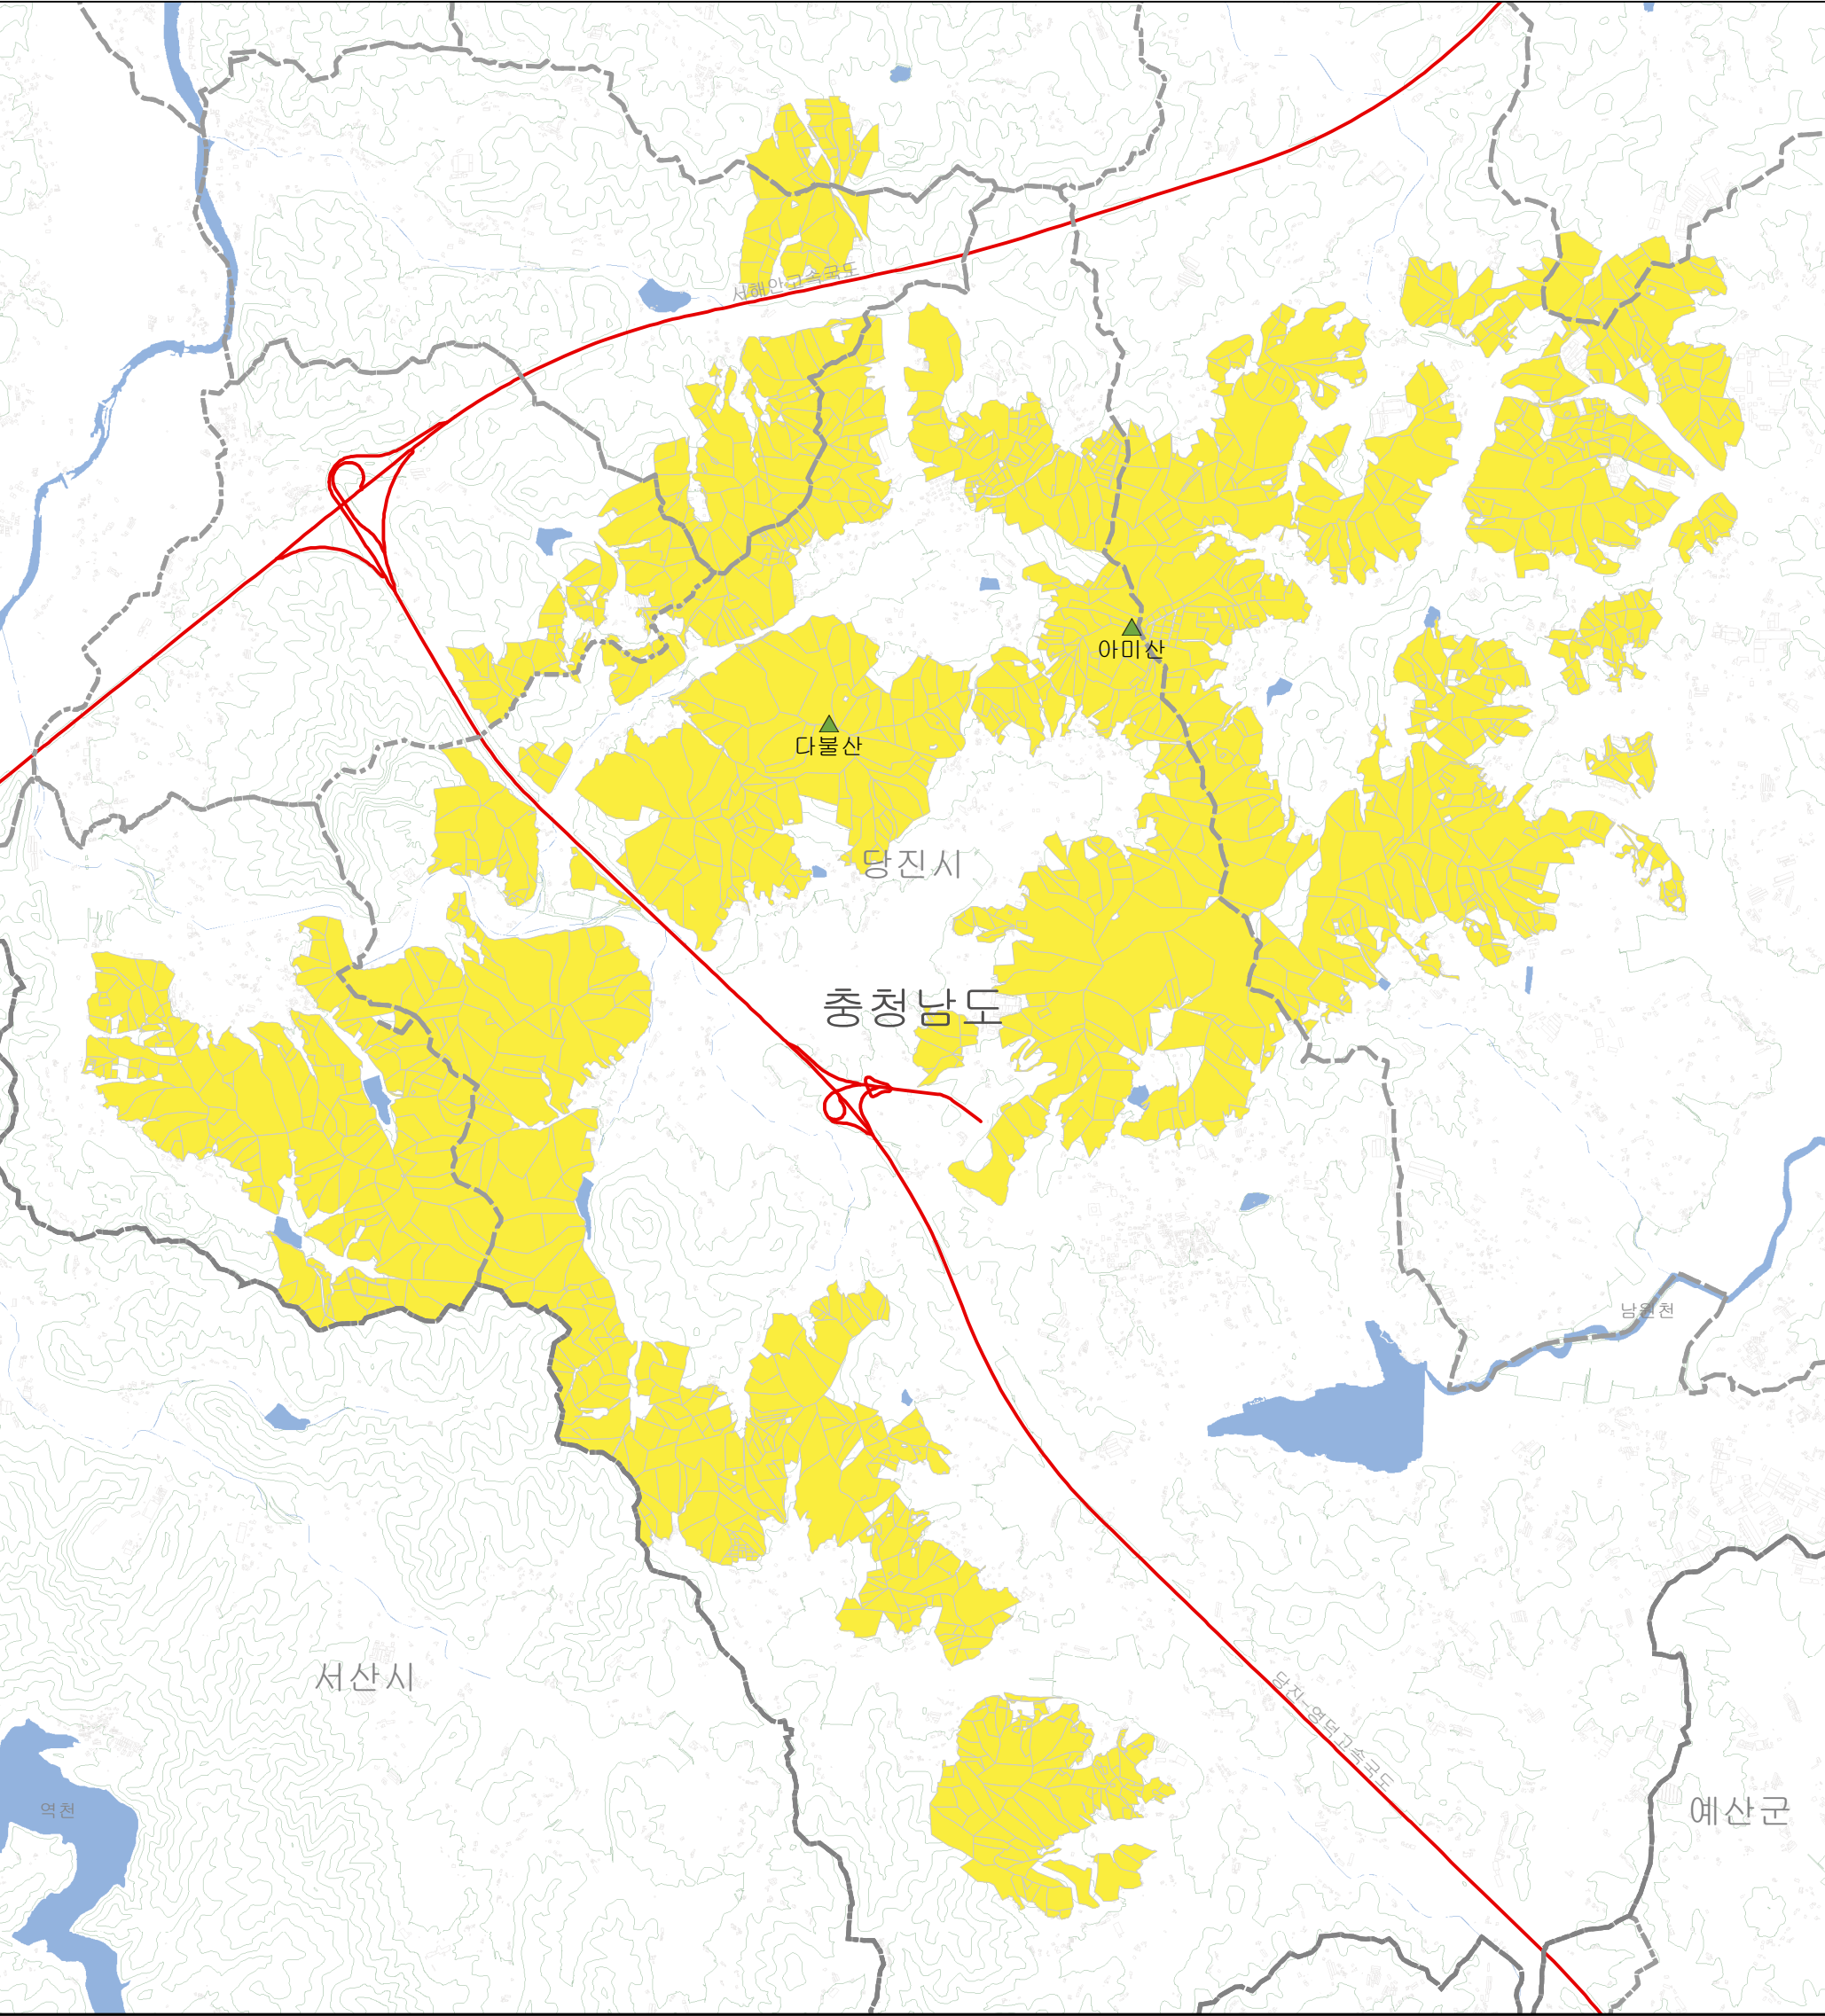 서해안고속국도
아미산
다불산
당진시
충청남도
남원천
서산시
당진-영덕고속국도
역천
예산군